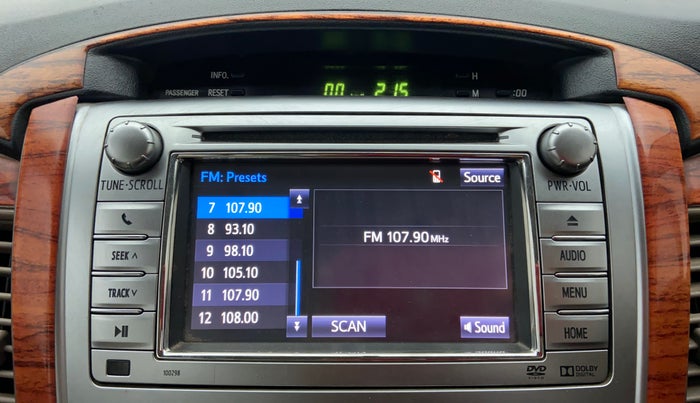 INFO.
H
PASSENGER RESET
M
:00
2:15
TUNE·SCROLL
PWR·VOL
FM: Presets
Source
7 107.90
8 93.10
9 98.10
10 105.10
11 107.90
12 108.00
FM 107.90 MHz
SCAN
Sound
SEEK ∧
TRACK ∨
AUDIO
MENU
HOME
100298
DVD
VIDEO
DOLBY
DIGITAL